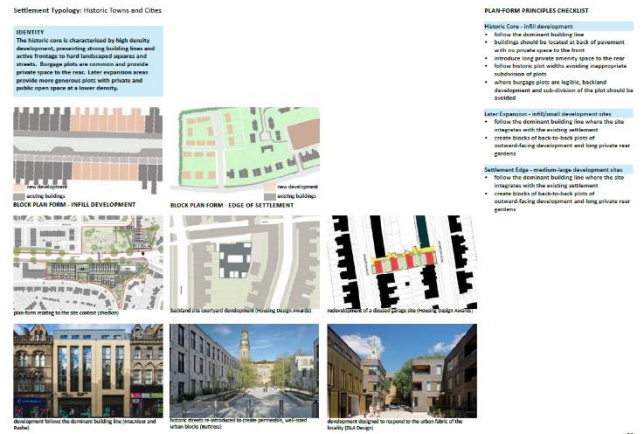 Settlement Typology: Historic Towns and Cities
IDENTITY
The historic core is characterised by high density
development, presenting strong building lines and
active frontage to hard landscaped squares and
streets. Burgage plots are common and provide
private space to the rear. Later expansion areas
provide more generous plots with private and
public open space at a lower density.
new development
existing buildings
BLOCK PLAN FORM - INFILL DEVELOPMENT
new development
existing buildings
BLOCK PLAN FORM - EDGE OF SETTLEMENT
plan-form relating to the site context (Jhedlon)
backland site courtyard development (Housing Design Awards)
redevelopment of a disused garage site (Housing Design Awards)
development follows the dominant building line (MacAlear and
Roshe)
historic streets re-introduced to create permeable, well-sized
urban blocks (Buttress)
development designed to respond to the urban fabric of the
locality (DLA Design)
PLAN-FORM PRINCIPLES CHECKLIST
Historic Core - infill development
• follow the dominant building line
• buildings should be located at back of pavement
with no private space to the front
• introduce long private amenity space to the rear
• follow historic plot widths avoiding inappropriate
subdivision of plots
• where burgage plots are legible, backland
development and sub-division of the plot should be
avoided
Later Expansion - infill/small development sites
• follow the dominant building line where the site
integrates with the existing settlement
• create blocks of back-to-back plots of
outward-facing development and long private rear
gardens
Settlement Edge - medium-large development sites
• follow the dominant building line where the site
integrates with the existing settlement
• create blocks of back-to-back plots of
outward-facing development and long private rear
gardens